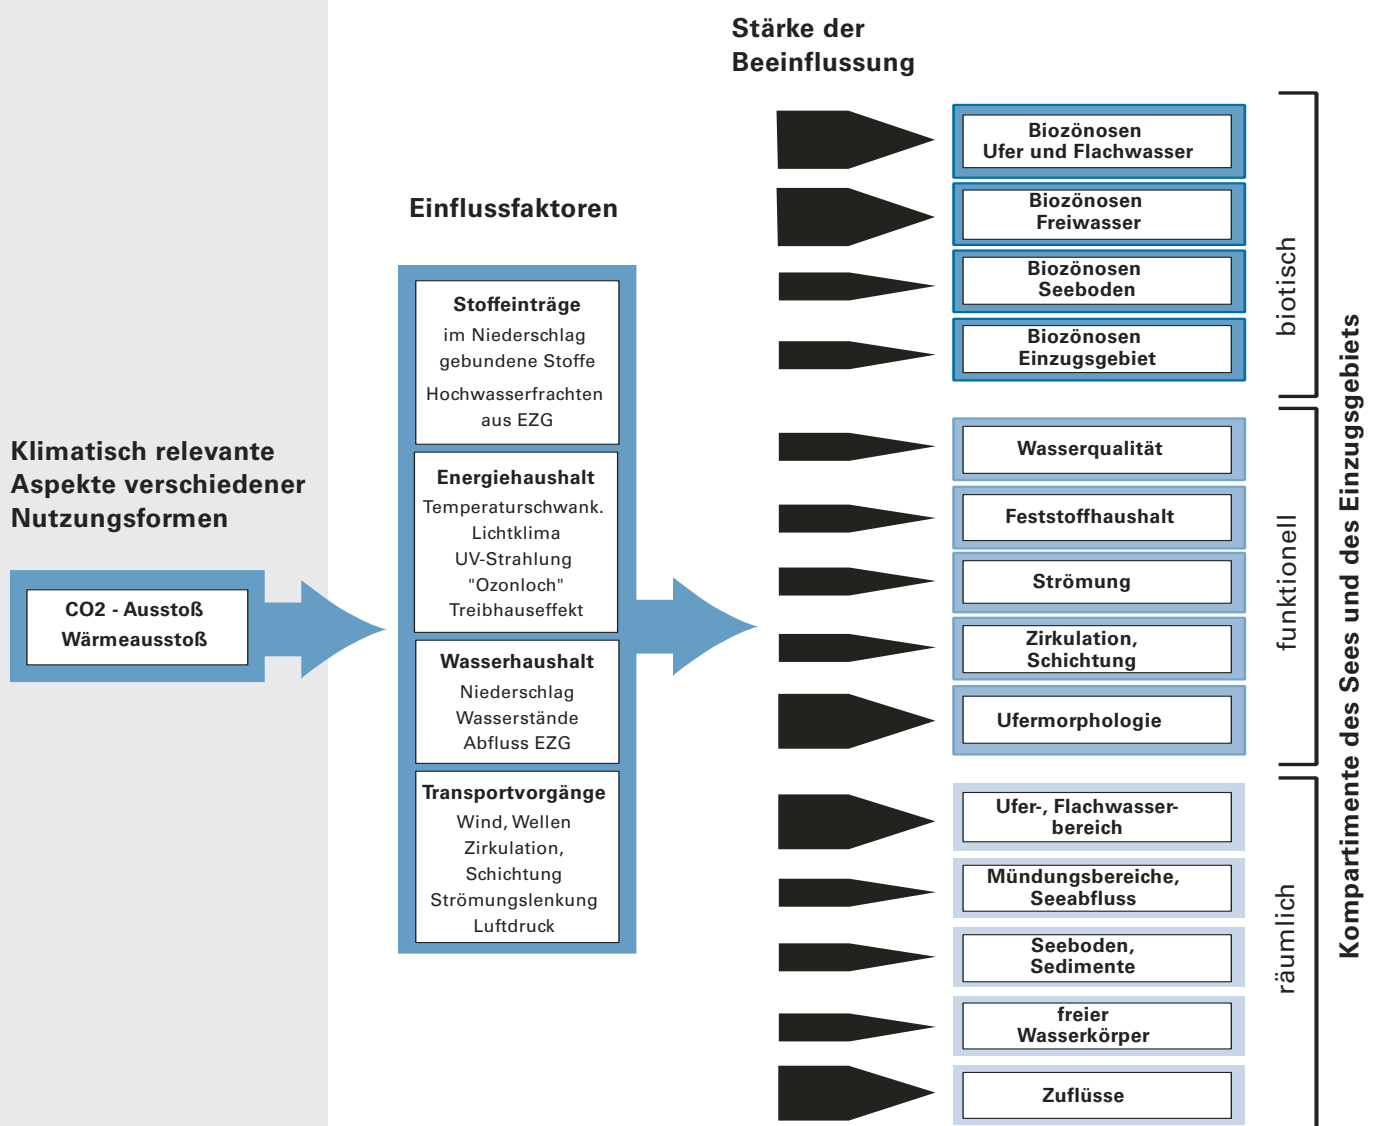 Stärke der
Beeinflussung
Einflussfaktoren
Klimatisch relevante
Aspekte verschiedener
Nutzungsformen
CO2 - Ausstoß
Wärmeausstoß
Stoffeinträge
im Niederschlag
gebundene Stoffe
Hochwasserfrachten
aus EZG
Energiehaushalt
Temperaturschwank.
Lichtklima
UV-Strahlung
"Ozonloch"
Treibhauseffekt
Wasserhaushalt
Niederschlag
Wasserstände
Abfluss EZG
Transportvorgänge
Wind, Wellen
Zirkulation,
Schichtung
Strömungslenkung
Luftdruck
Biozönosen
Ufer und Flachwasser
Biozönosen
Freiwasser
Biozönosen
Seeboden
Biozönosen
Einzugsgebiet
biotisch
Wasserqualität
Feststoffhaushalt
Strömung
Zirkulation,
Schichtung
Ufermorphologie
funktionell
Ufer-, Flachwasser-
bereich
Mündungsbereiche,
Seeabfluss
Seeboden,
Sedimente
freier
Wasserkörper
Zuflüsse
räumlich
Kompartimente des Sees und des Einzugsgebiets